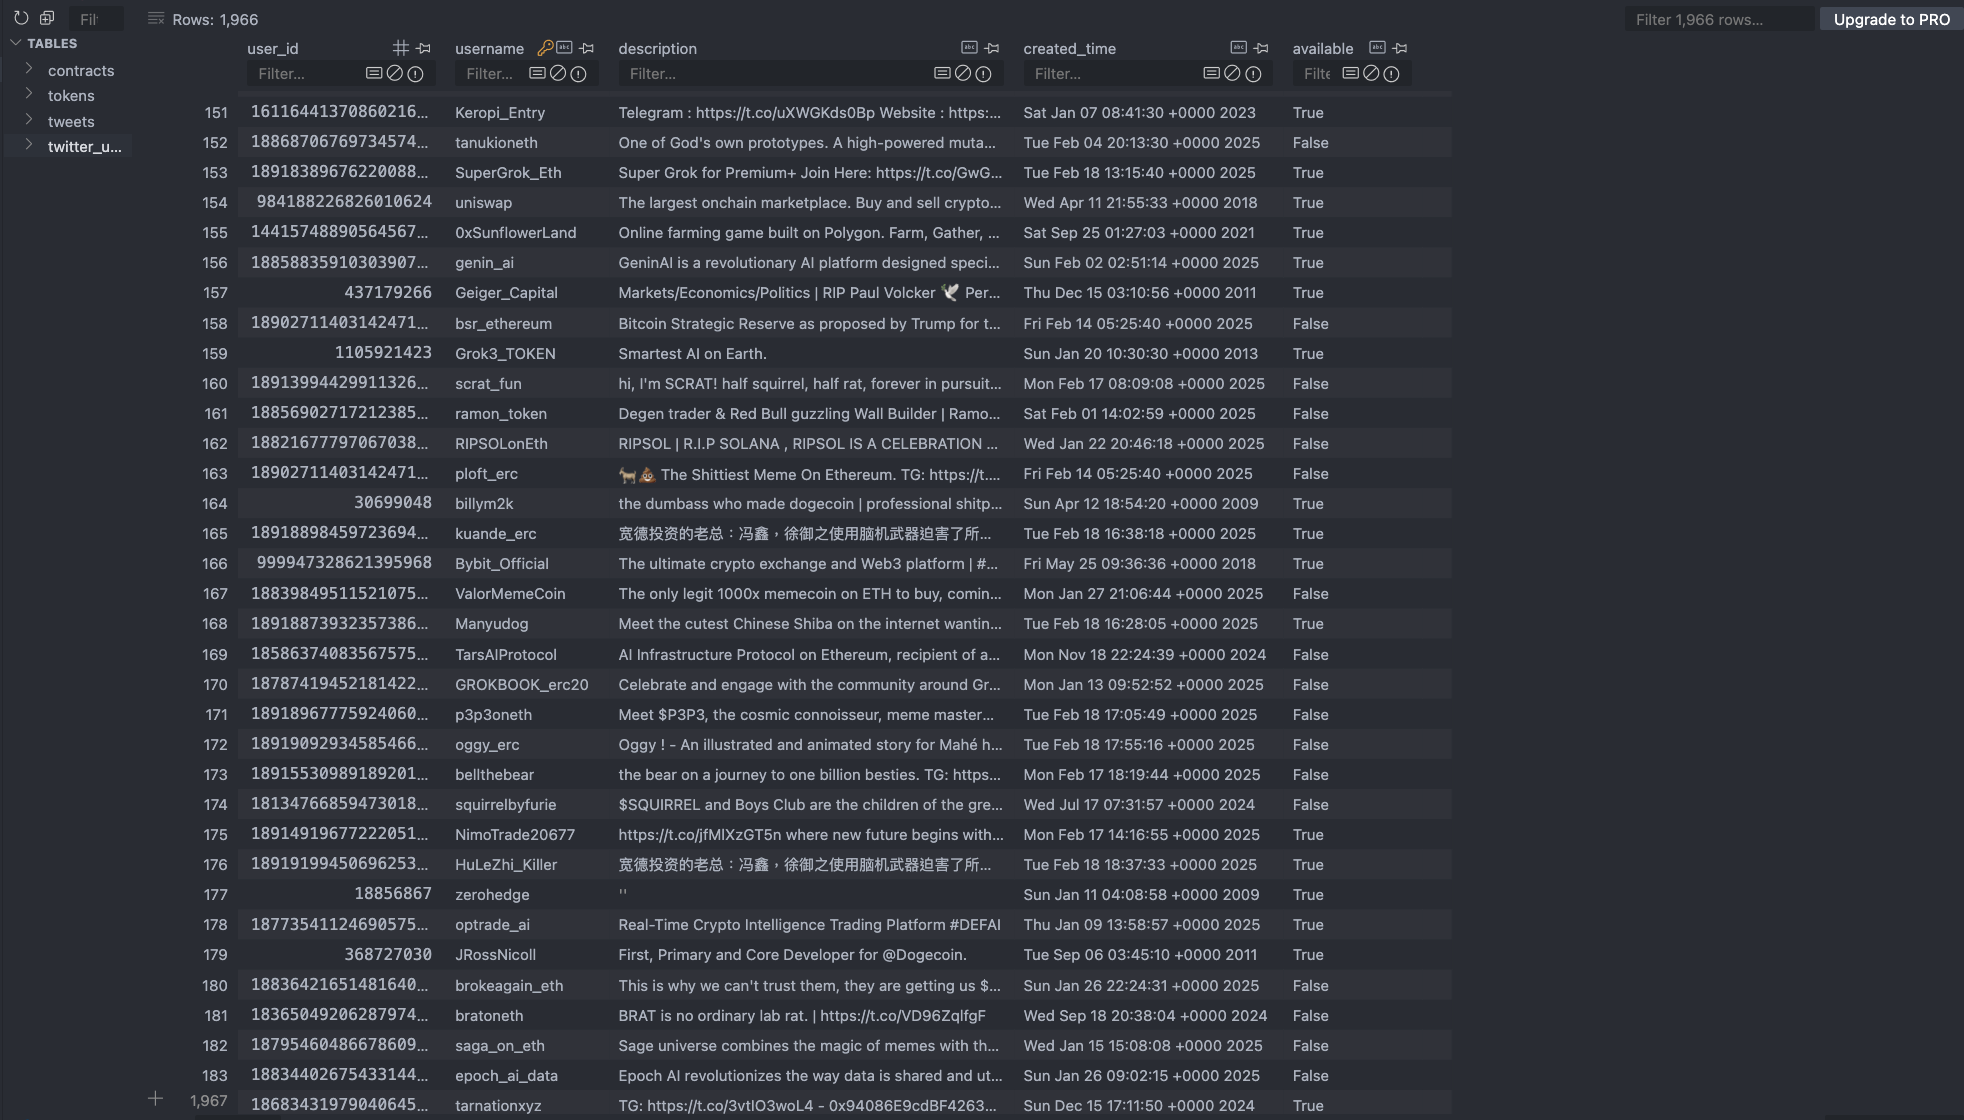 Fil
Rows: 1,966
Filter 1,966 rows...
Upgrade to PRO
TABLES
contracts
tokens
tweets
twitter_u...
user_id username description created_time available
Filter... Filter... Filter... Filter... Filte
151 16116441370860216... Keropi_Entry Telegram : https://t.co/uXWGKds0Bp Website : https:... Sat Jan 07 08:41:30 +0000 2023 True
152 18868706769734574... tanukioneth One of God's own prototypes. A high-powered muta... Tue Feb 04 20:13:30 +0000 2025 False
153 18918389676220088... SuperGrok_Eth Super Grok for Premium+ Join Here: https://t.co/GwG... Tue Feb 18 13:15:40 +0000 2025 True
154 984188226826010624 uniswap The largest onchain marketplace. Buy and sell crypto... Wed Apr 11 21:55:33 +0000 2018 True
155 14415748890564567... 0xSunflowerLand Online farming game built on Polygon. Farm, Gather, ... Sat Sep 25 01:27:03 +0000 2021 True
156 18858835910303907... genin_ai GeninAI is a revolutionary AI platform designed speci... Sun Feb 02 02:51:14 +0000 2025 True
157 437179266 Geiger_Capital Markets/Economics/Politics | RIP Paul Volcker 🕊️ Per... Thu Dec 15 03:10:56 +0000 2011 True
158 18902711403142471... bsr_ethereum Bitcoin Strategic Reserve as proposed by Trump for t... Fri Feb 14 05:25:40 +0000 2025 False
159 1105921423 Grok3_TOKEN Smartest AI on Earth. Sun Jan 20 10:30:30 +0000 2013 True
160 18913994429911326... scrat_fun hi, I'm SCRAT! half squirrel, half rat, forever in pursuit... Mon Feb 17 08:09:08 +0000 2025 False
161 18856902717212385... ramon_token Degen trader & Red Bull guzzling Wall Builder | Ramo... Sat Feb 01 14:02:59 +0000 2025 False
162 18821677797067038... RIPSOLonEth RIPSOL | R.I.P SOLANA , RIPSOL IS A CELEBRATION ... Wed Jan 22 20:46:18 +0000 2025 False
163 18902711403142471... ploft_erc 🐐💩 The Shittiest Meme On Ethereum. TG: https://t.... Fri Feb 14 05:25:40 +0000 2025 False
164 30699048 billym2k the dumbass who made dogecoin | professional shitp... Sun Apr 12 18:54:20 +0000 2009 True
165 18918898459723694... kuande_erc 宽德投资的老总：冯鑫，徐御之使用脑机武器迫害了所... Tue Feb 18 16:38:18 +0000 2025 True
166 999947328621395968 Bybit_Official The ultimate crypto exchange and Web3 platform | #... Fri May 25 09:36:36 +0000 2018 True
167 18839849511521075... ValorMemeCoin The only legit 1000x memecoin on ETH to buy, comin... Mon Jan 27 21:06:44 +0000 2025 False
168 18918873932357386... Manyudog Meet the cutest Chinese Shiba on the internet wantin... Tue Feb 18 16:28:05 +0000 2025 True
169 18586374083567575... TarsAIProtocol AI Infrastructure Protocol on Ethereum, recipient of a... Mon Nov 18 22:24:39 +0000 2024 False
170 18787419452181422... GROKBOOK_erc20 Celebrate and engage with the community around Gr... Mon Jan 13 09:52:52 +0000 2025 False
171 18918967775924060... p3p3oneth Meet $P3P3, the cosmic connoisseur, meme master... Tue Feb 18 17:05:49 +0000 2025 False
172 18919092934585466... oggy_erc Oggy ! - An illustrated and animated story for Mahé h... Tue Feb 18 17:55:16 +0000 2025 False
173 18915530989189201... bellthebear the bear on a journey to one billion besties. TG: https... Mon Feb 17 18:19:44 +0000 2025 False
174 18134766859473018... squirrelbyfurie $SQUIRREL and Boys Club are the children of the gre... Wed Jul 17 07:31:57 +0000 2024 False
175 18914919677222051... NimoTrade20677 https://t.co/jfMlXzGT5n where new future begins with... Mon Feb 17 14:16:55 +0000 2025 True
176 18919199450696253... HuLeZhi_Killer 宽德投资的老总：冯鑫，徐御之使用脑机武器迫害了所... Tue Feb 18 18:37:33 +0000 2025 True
177 18856867 zerohedge '' Sun Jan 11 04:08:58 +0000 2009 True
178 18773541124690575... optrade_ai Real-Time Crypto Intelligence Trading Platform #DEFAI Thu Jan 09 13:58:57 +0000 2025 True
179 368727030 JRossNicoll First, Primary and Core Developer for @Dogecoin. Tue Sep 06 03:45:10 +0000 2011 True
180 18836421651481640... brokeagain_eth This is why we can't trust them, they are getting us $... Sun Jan 26 22:24:31 +0000 2025 False
181 18365049206287974... bratoneth BRAT is no ordinary lab rat. | https://t.co/VD96ZqlfgF Wed Sep 18 20:38:04 +0000 2024 False
182 18795460486678609... saga_on_eth Sage universe combines the magic of memes with th... Wed Jan 15 15:08:08 +0000 2025 False
183 18834402675433144... epoch_ai_data Epoch AI revolutionizes the way data is shared and ut... Sun Jan 26 09:02:15 +0000 2025 False
1,967 18683431979040645... tarnationxyz TG: https://t.co/3vtIO3woL4 - 0x94086E9cdBF4263... Sun Dec 15 17:11:50 +0000 2024 True